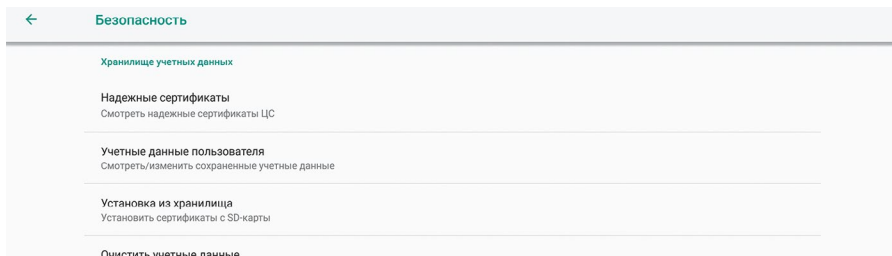 Безопасность
Хранилище учетных данных
Надежные сертификаты
Смотреть надежные сертификаты ЦС
Учетные данные пользователя
Смотреть/изменить сохраненные учетные данные
Установка из хранилища
Установить сертификаты с SD-карты
Очистить учетные данные